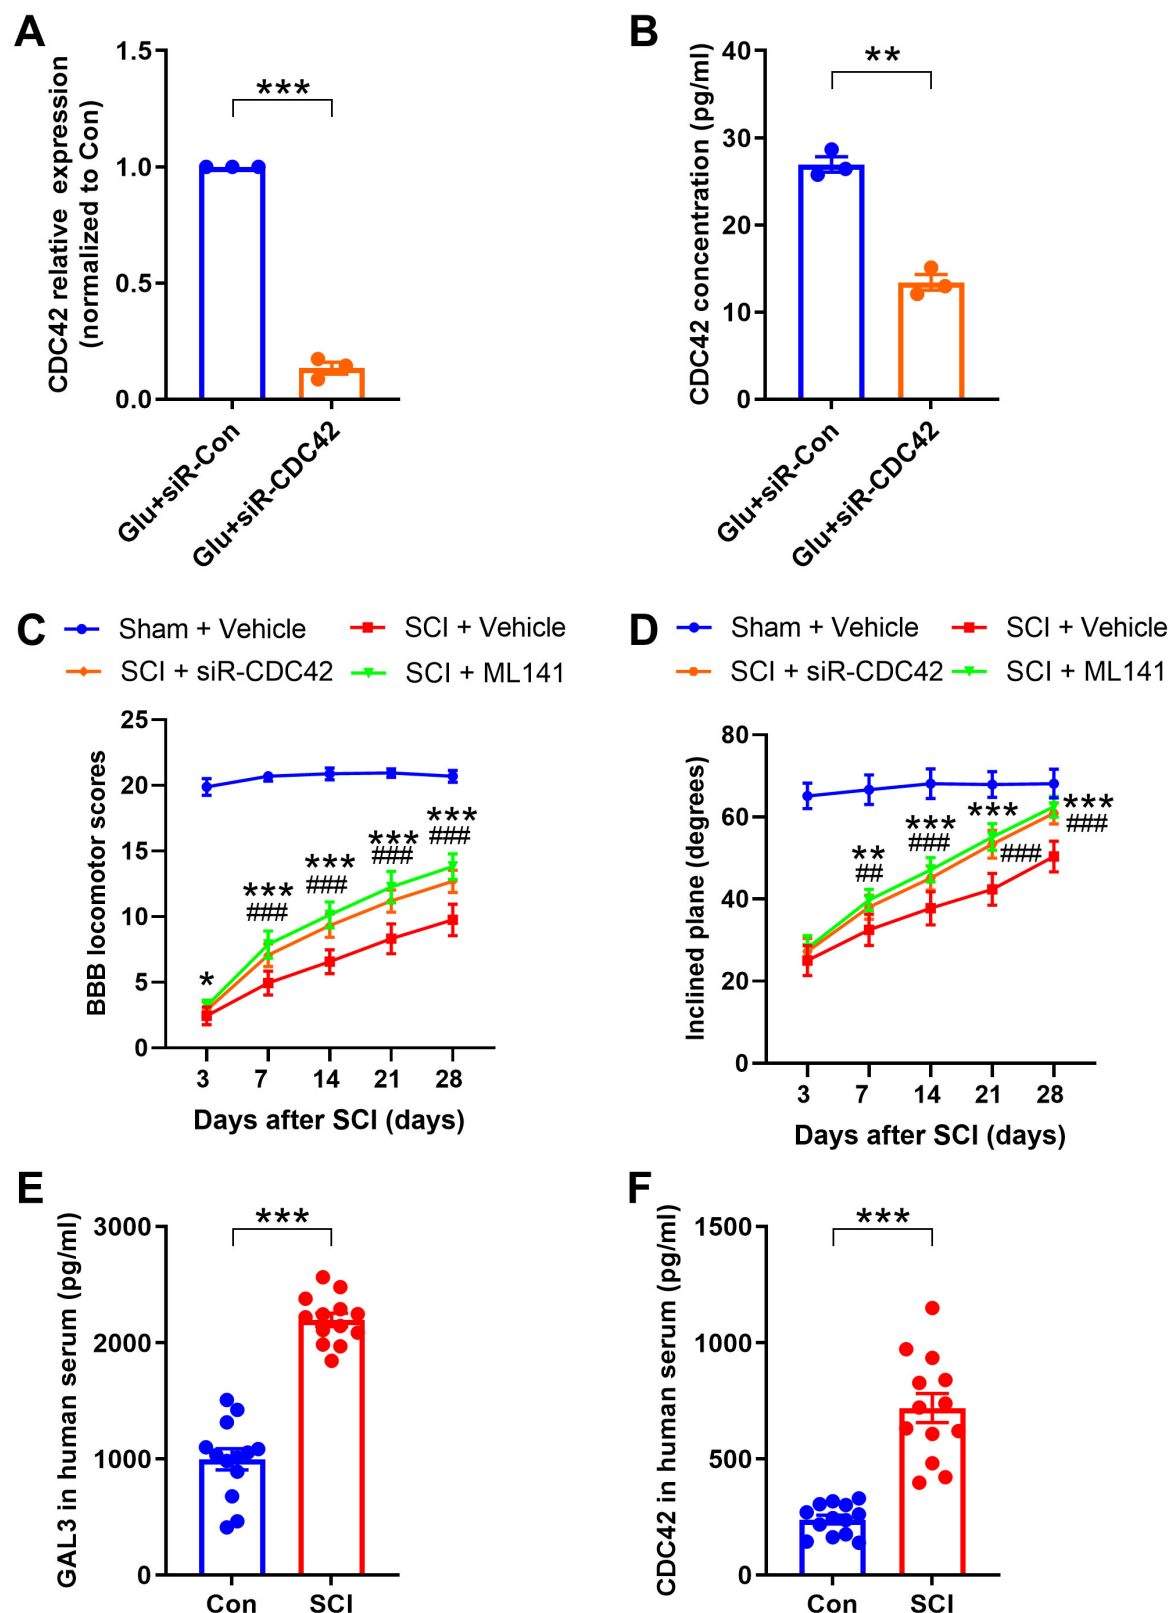 A
CDC42 relative expression
(normalized to Con)
1.5
1.0
0.5
0.0
***
Glu+siR-Con
Glu+siR-CDC42
B
CDC42 concentration (pg/ml)
40
30
20
10
0
**
Glu+siR-Con
Glu+siR-CDC42
C
Sham + Vehicle
SCI + Vehicle
SCI + siR-CDC42
SCI + ML141
BBB locomotor scores
25
20
15
10
5
0
*
***
###
***
###
***
###
***
###
3 7 14 21 28
Days after SCI (days)
D
Sham + Vehicle
SCI + Vehicle
SCI + siR-CDC42
SCI + ML141
Inclined plane (degrees)
80
60
40
20
0
**
##
***
###
***
###
***
###
3 7 14 21 28
Days after SCI (days)
E
GAL3 in human serum (pg/ml)
3000
2000
1000
0
***
Con SCI
F
CDC42 in human serum (pg/ml)
1500
1000
500
0
***
Con SCI